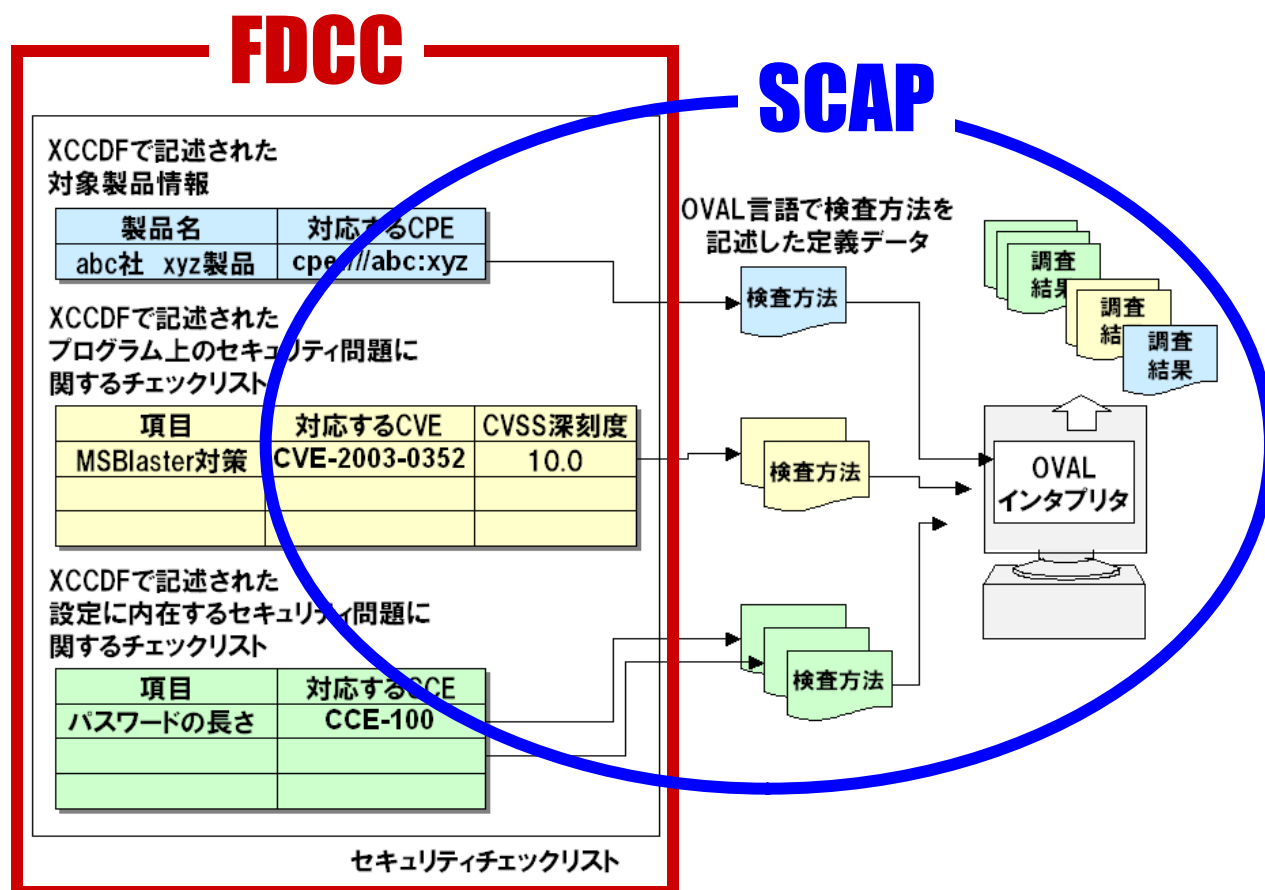 FDCC
SCAP
XCCDFで記述された
対象製品情報
製品名 対応するCPE
abc社 xyz製品 cpe:///abc:xyz
XCCDFで記述された
プログラム上のセキュリティ問題に
関するチェックリスト
項目 対応するCVE CVSS深刻度
MSBlaster対策 CVE-2003-0352 10.0
XCCDFで記述された
設定に内在するセキュリティ問題に
関するチェックリスト
項目 対応するCCE
パスワードの長さ CCE-100
セキュリティチェックリスト
OVAL言語で検査方法を
記述した定義データ
検査方法
検査方法
検査方法
調査
結果
調査
結
調査
結果
OVAL
インタプリタ